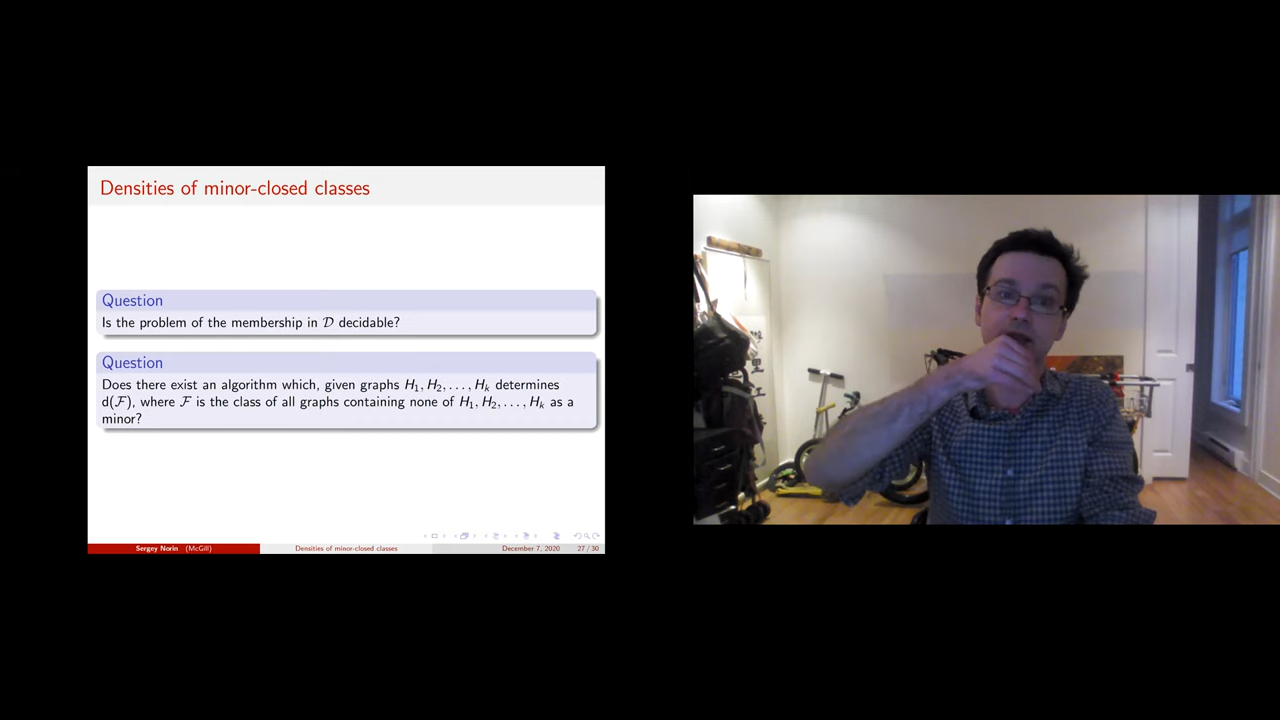 Densities of minor-closed classes
Question
Is the problem of the membership in 𝒟 decidable?
Question
Does there exist an algorithm which, given graphs H₁, H₂, . . . , Hₖ determines
d(ℱ), where ℱ is the class of all graphs containing none of H₁, H₂, . . . , Hₖ as a
minor?
Sergey Norin (McGill) Densities of minor-closed classes December 7, 2020 27 / 30